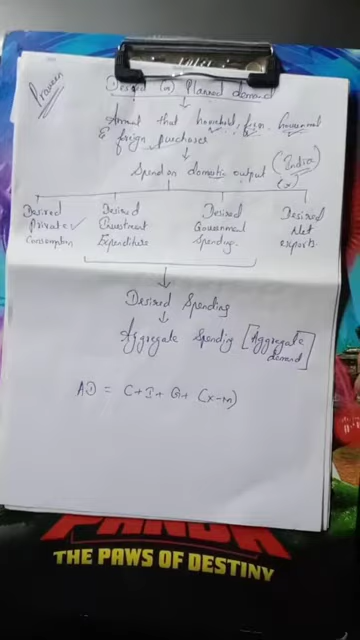 Praveen
Desired (or) Planned demand
Amount that household, firm, Government
& foreign purchaser
Spend on domestic output (India)
(Y)
Desired Private Consumption
Desired Investment Expenditure
Desired Government Spending
Desired Net exports
Desired Spending
Aggregate Spending [Aggregate demand]
AD = C+I+G+ (x-m)
PANDA
THE PAWS OF DESTINY